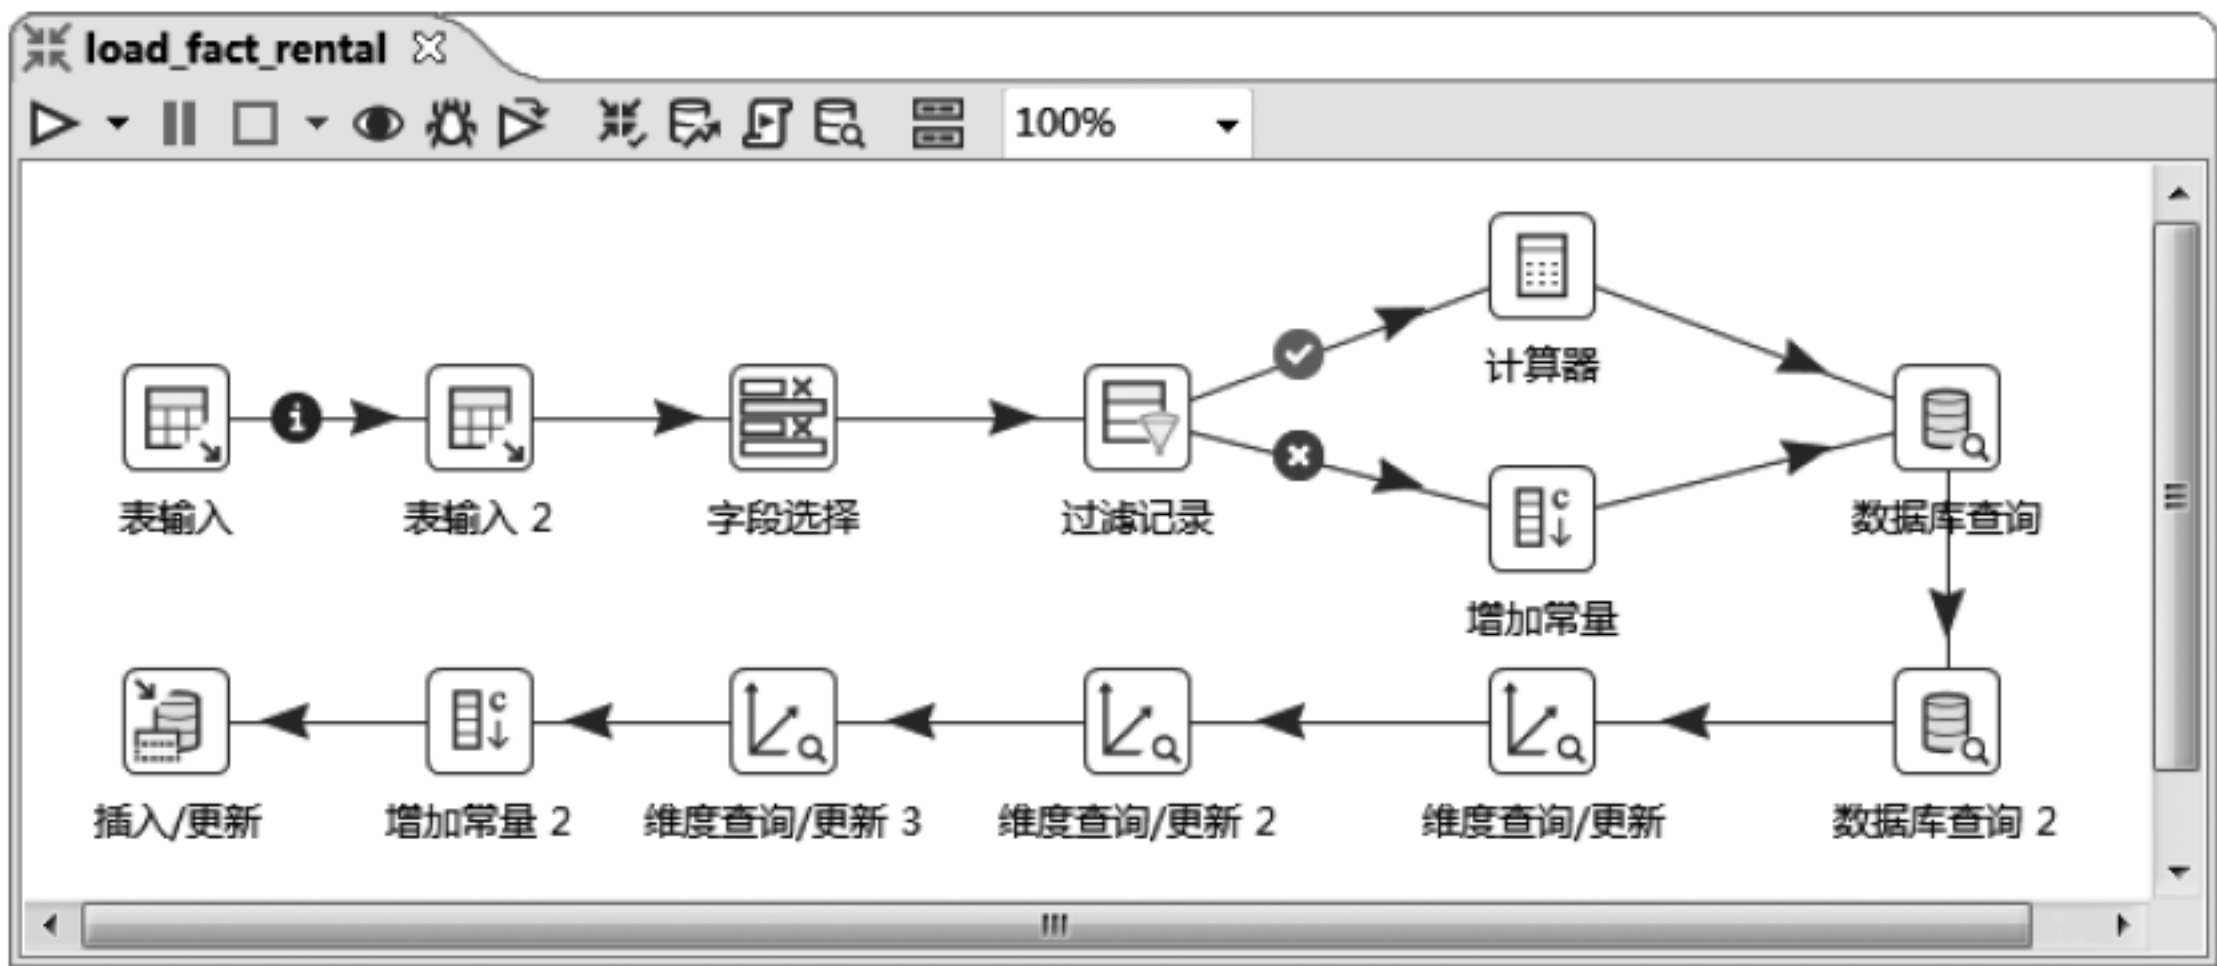 load_fact_rental
100%
计算器
表输入
表输入 2
字段选择
过滤记录
数据库查询
增加常量
插入/更新
增加常量 2
维度查询/更新 3
维度查询/更新 2
维度查询/更新
数据库查询 2